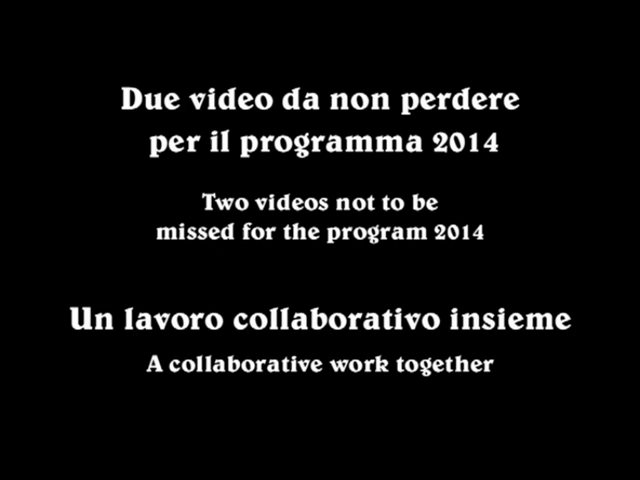 Due video da non perdere
per il programma 2014
Two videos not to be
missed for the program 2014
Un lavoro collaborativo insieme
A collaborative work together